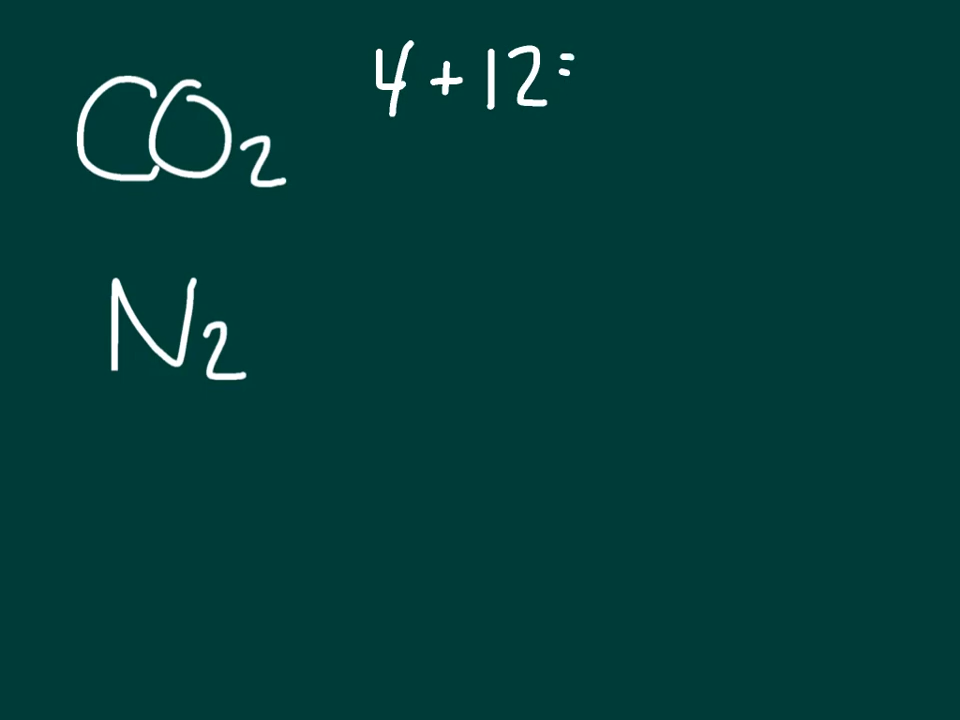 CO₂ 4 + 12 =
N₂